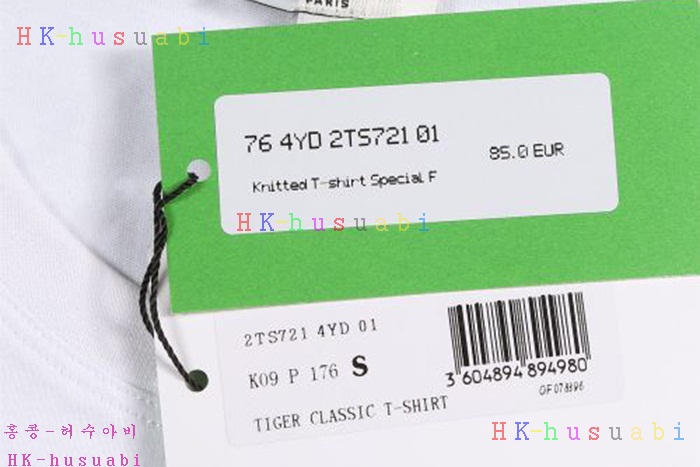 PARIS
HK-husuabi
76 4YD 2TS721 01
85.0 EUR
Knitted T-shirt Special F
HK-husuabi
2TS721 4YD 01
K09 P 176 S
3 604894 894980
TIGER CLASSIC T-SHIRT
홍콩-허수아비
HK-husuabi
HK-husuabi